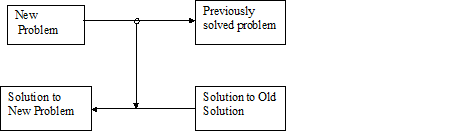 New
Problem
Previously
solved problem
Solution to
New Problem
Solution to Old
Solution